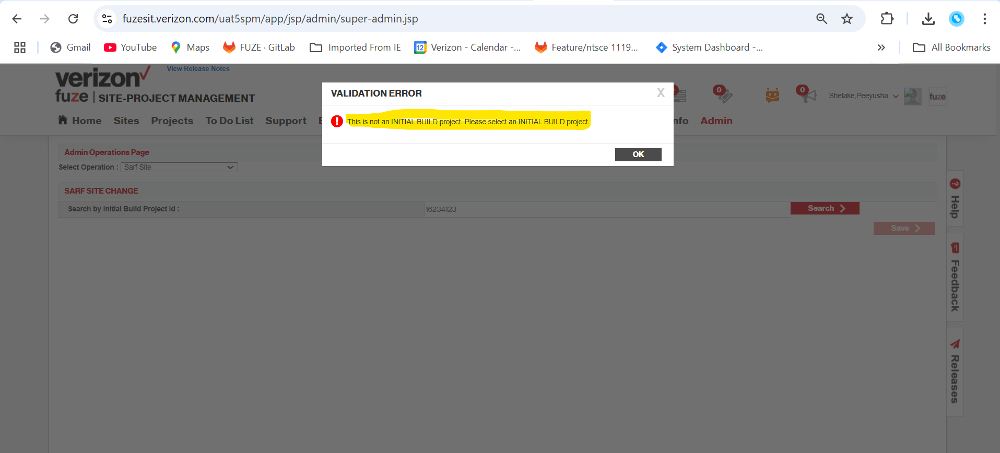 fuzesit.verizon.com/uat5spm/app/jsp/admin/super-admin.jsp
Gmail YouTube Maps FUZE · GitLab Imported From IE 12 Verizon - Calendar -... Feature/ntsce 1119... System Dashboard -... » All Bookmarks
verizon View Release Notes
fuze | SITE-PROJECT MANAGEMENT
0 0 Shelake,Peeyusha fuze
Home Sites Projects To Do List Support nfo Admin
VALIDATION ERROR X
This is not an INITIAL BUILD project. Please select an INITIAL BUILD project.
OK
Admin Operations Page
Select Operation : Sarf Site
SARF SITE CHANGE
Search by Initial Build Project Id : 16234123 Search
Save
Help
Feedback
Releases